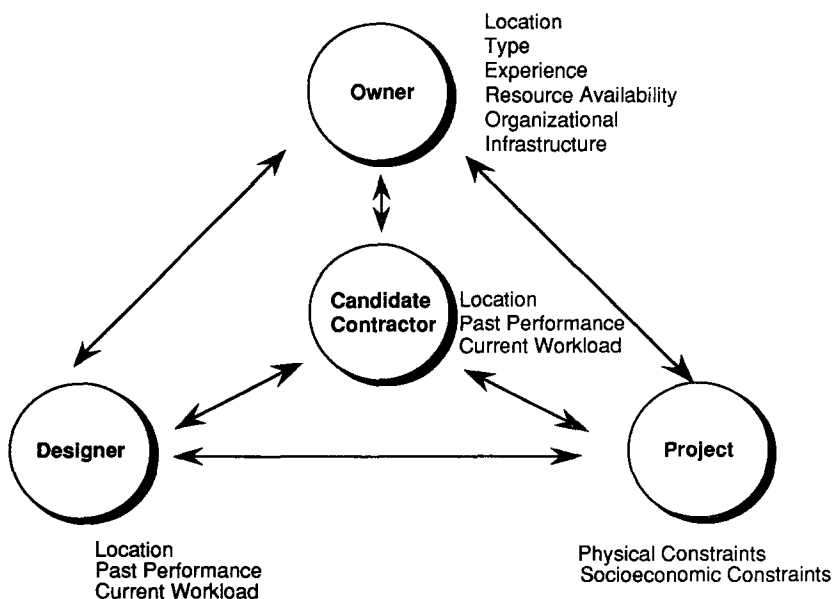 Location
Type
Experience
Resource Availability
Organizational
Infrastructure
Owner
Candidate
Contractor
Location
Past Performance
Current Workload
Designer
Project
Location
Past Performance
Current Workload
Physical Constraints
Socioeconomic Constraints